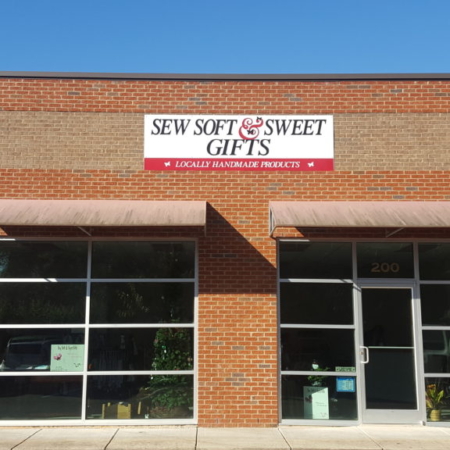 SEW SOFT & SWEET
GIFTS
LOCALLY HANDMADE PRODUCTS
200